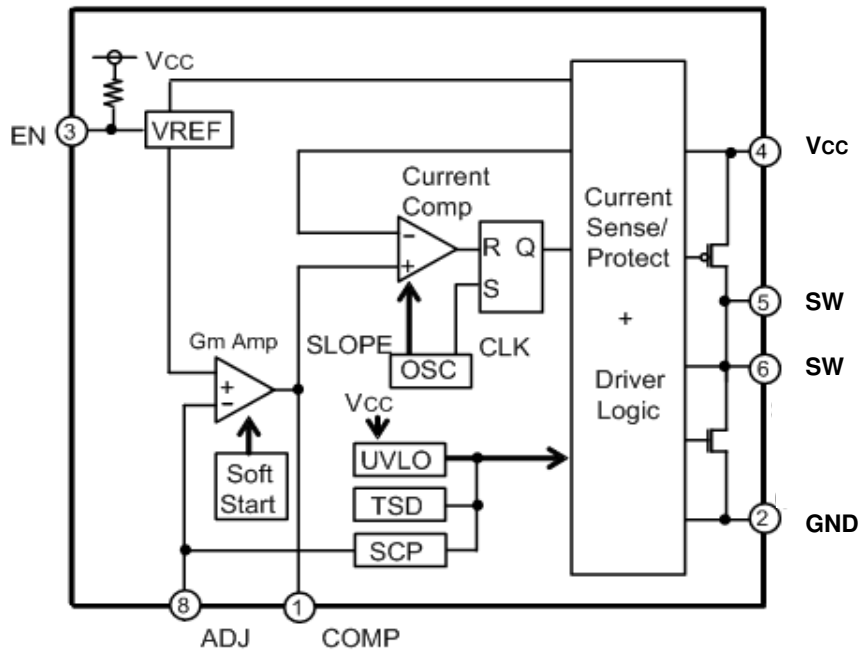 VCC
EN
3
VREF
4
VCC
Current
Comp
−
+
R Q
S
Current
Sense/
Protect
+
Driver
Logic
5
SW
6
SW
Gm Amp
+
−
SLOPE
OSC
CLK
VCC
UVLO
TSD
SCP
Soft
Start
2
GND
8
ADJ
1
COMP